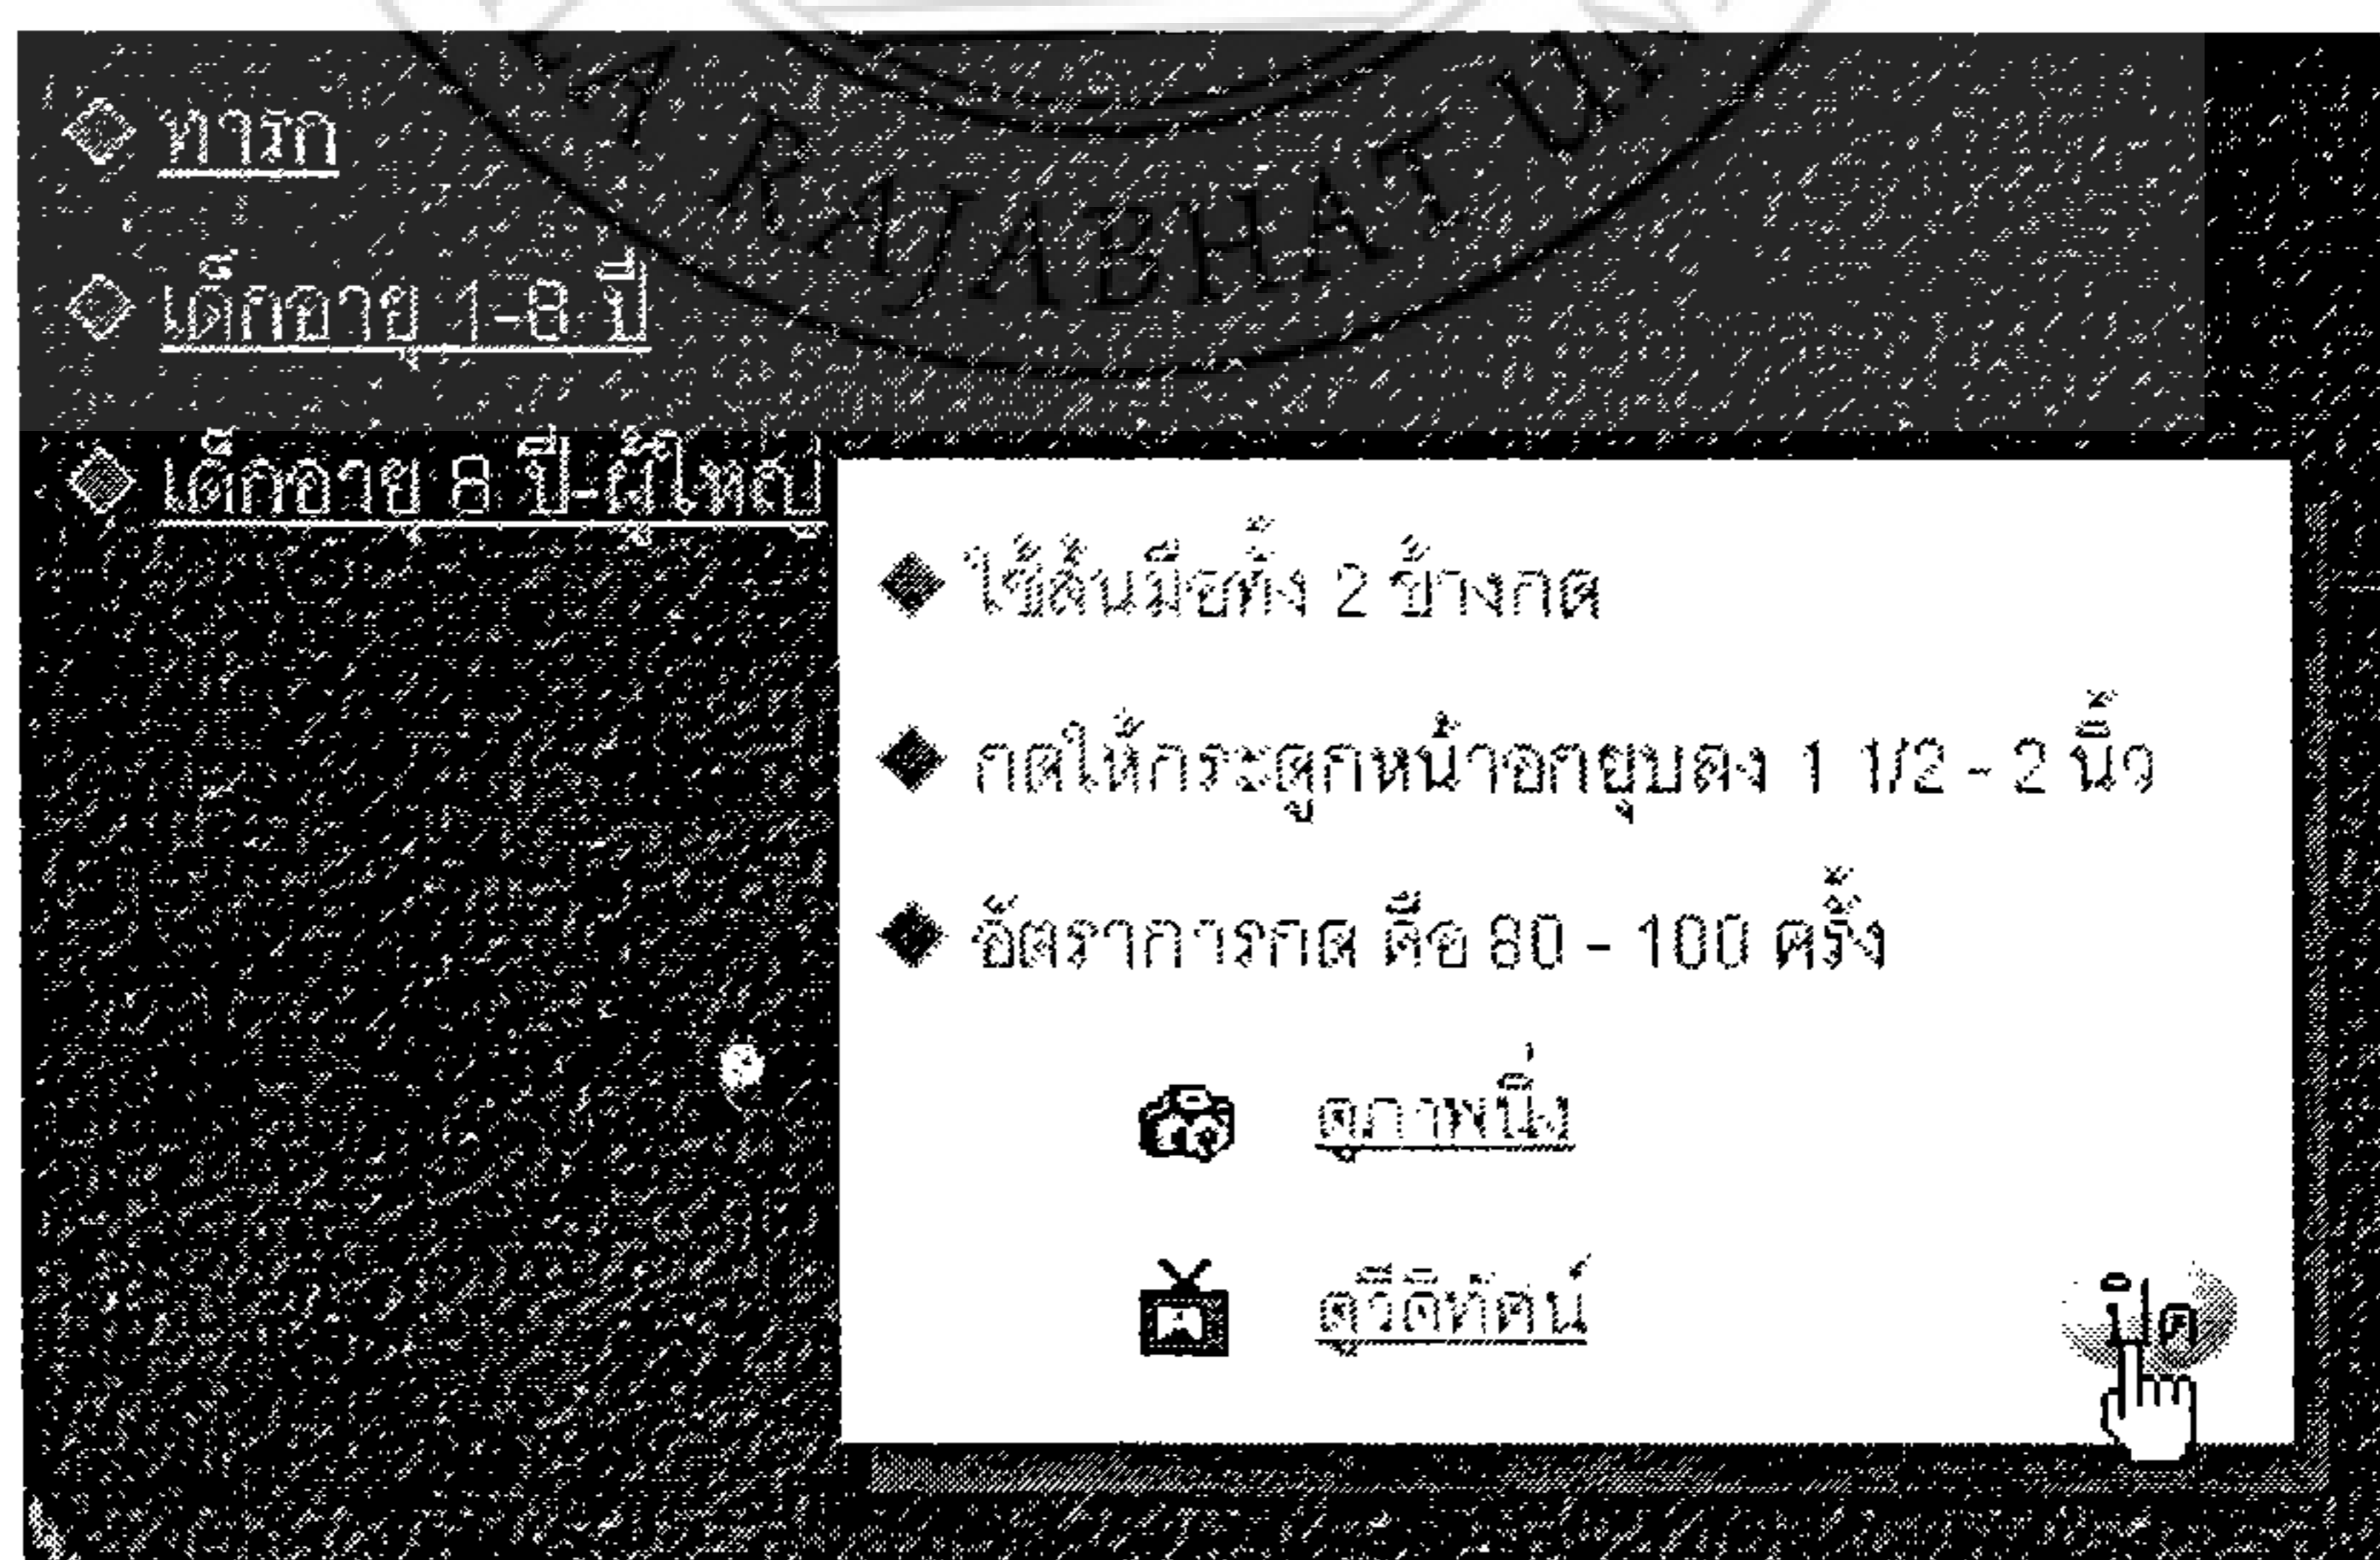 A RAJABHAT UN
ทารก
เด็กอายุ 1-8 ปี
เด็กอายุ 8 ปี-ผู้ใหญ่
ใช้ส้นมือทั้ง 2 ข้างกด
กดให้กระดูกหน้าอกยุบลง 1 1/2 - 2 นิ้ว
อัตราการกด คือ 80 - 100 ครั้ง
ดูภาพนิ่ง
ดูวีดิทัศน์
ปิด